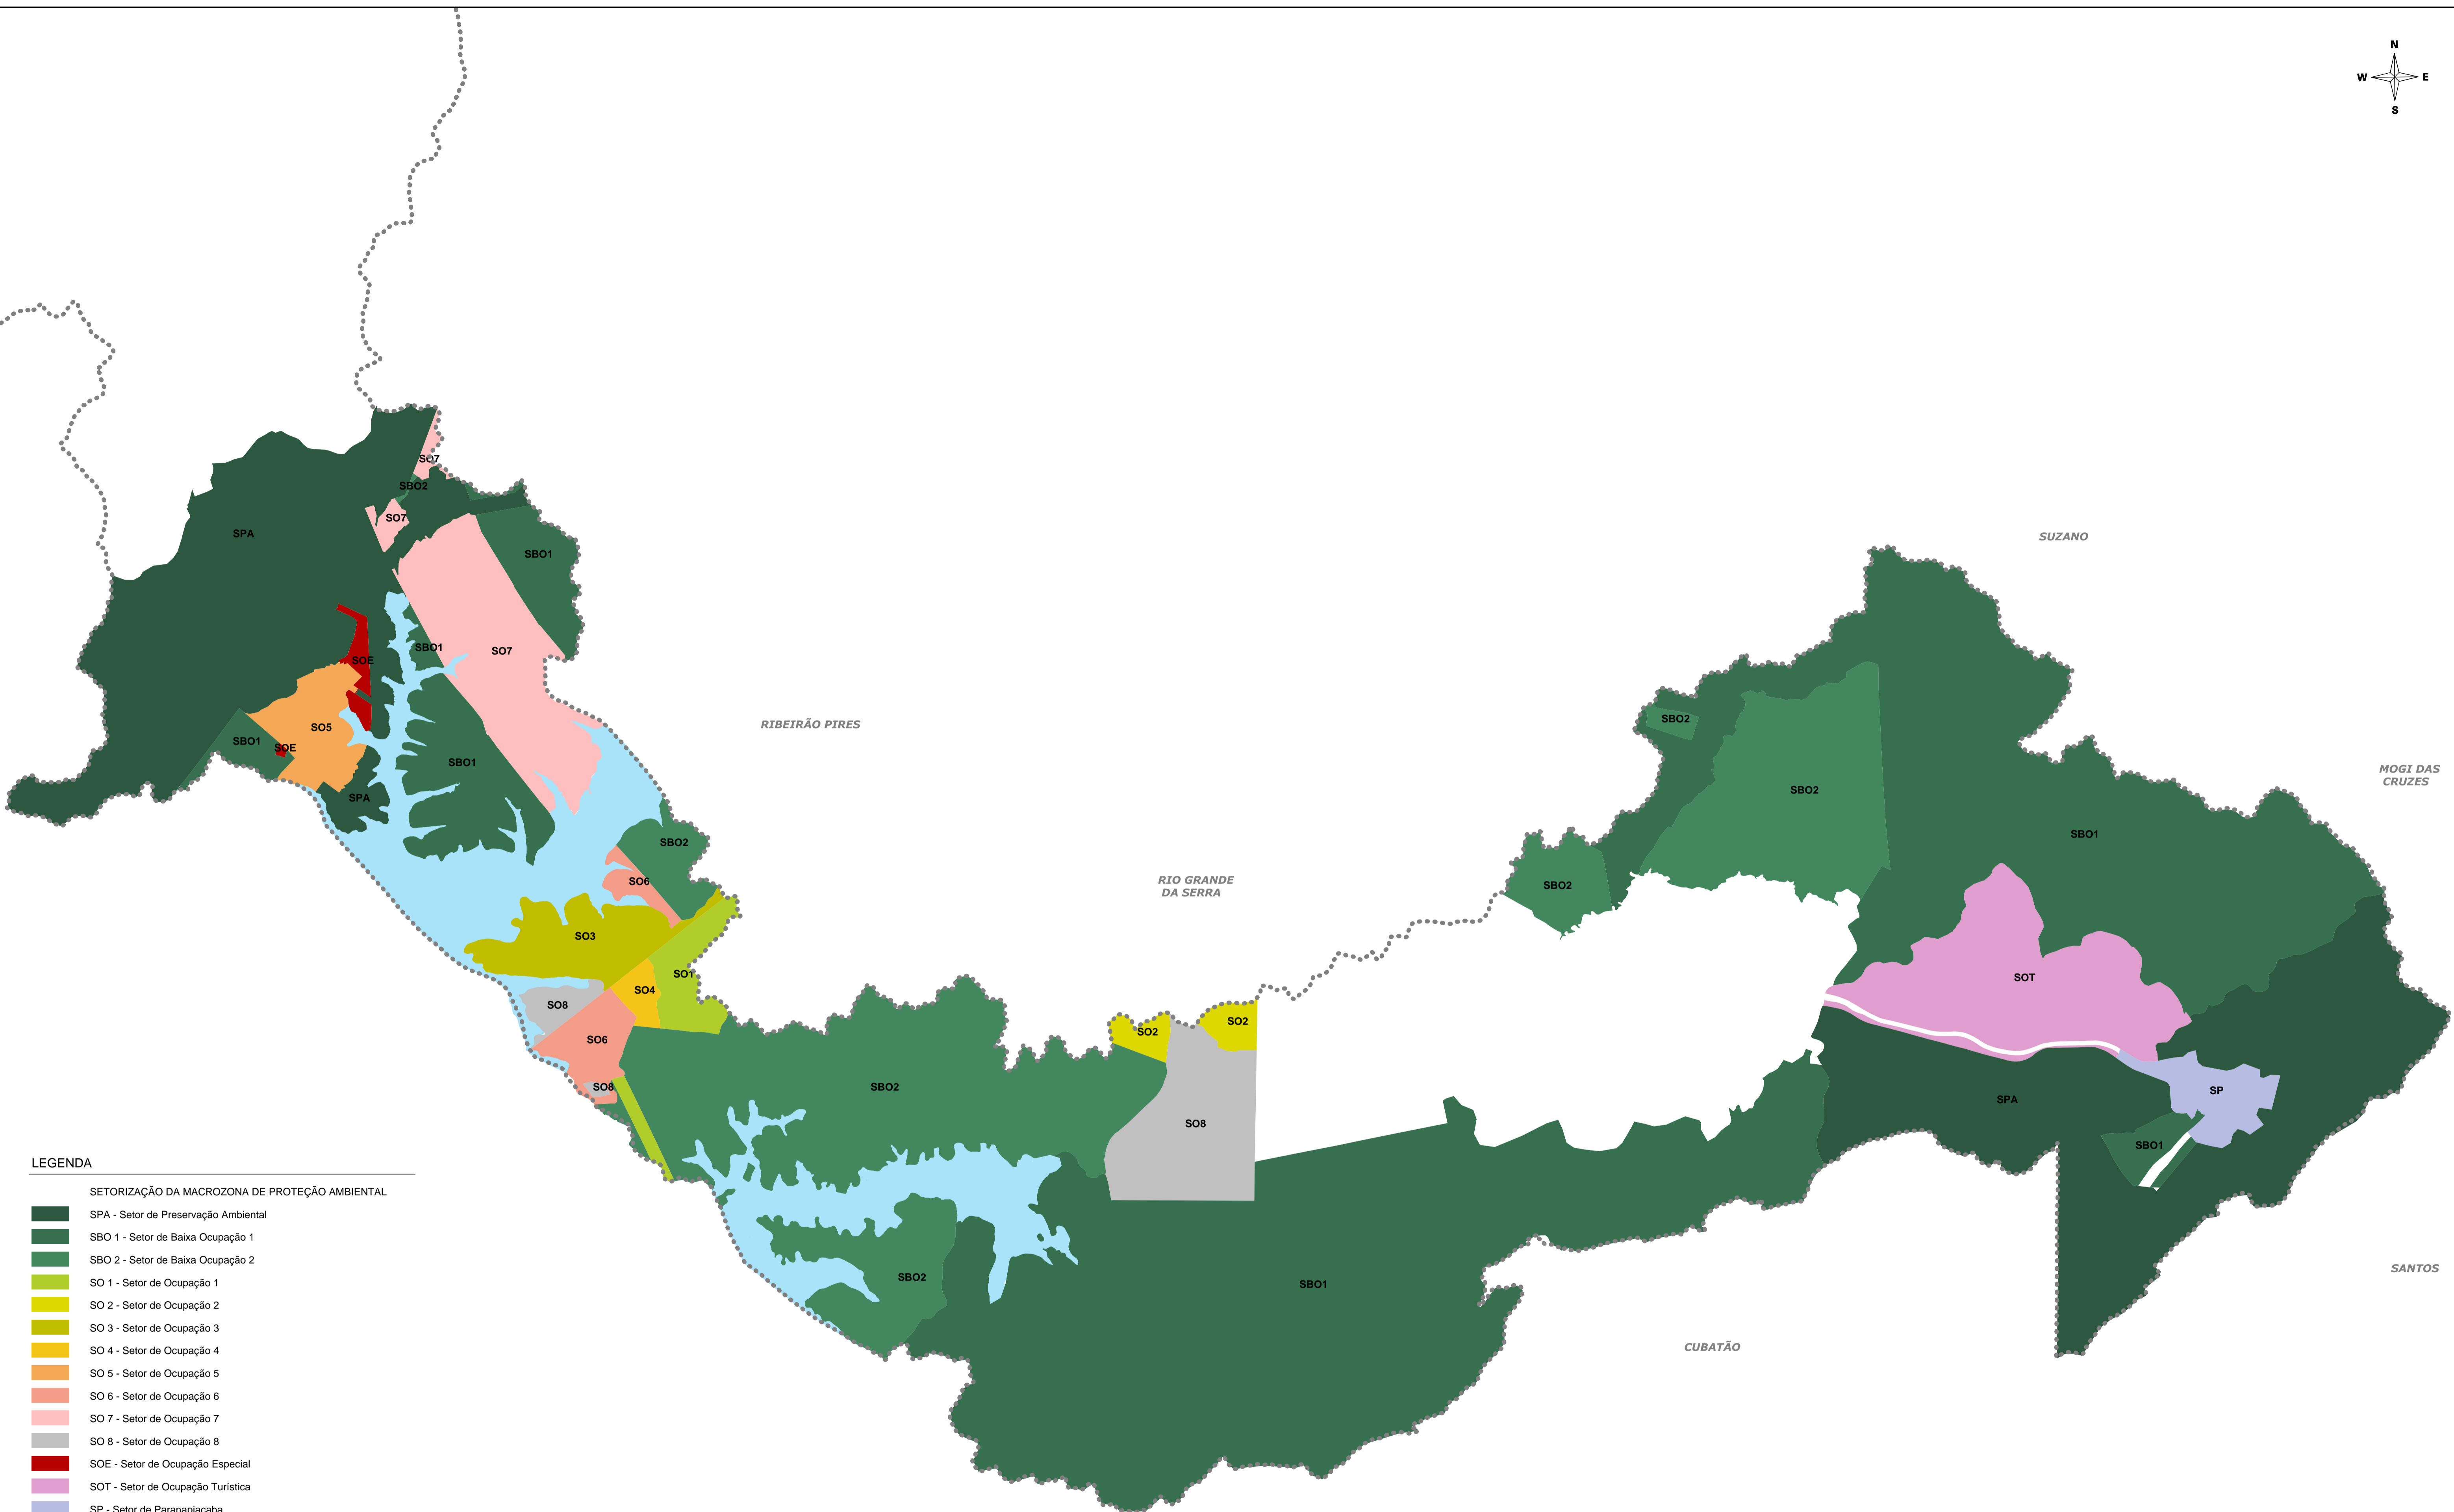 N
W E
S
SO7
SBO2
SO7
SPA
SBO1
SUZANO
SBO1
SO7
SOE
SBO2
RIBEIRÃO PIRES
SO5
SBO1
SOE
SBO1
MOGI DAS
CRUZES
SBO2
SPA
SBO1
SBO2
SO6
RIO GRANDE
DA SERRA
SBO2
SO3
SO1
SOT
SO4
SO8
SO2
SO2
SO6
SO8
SBO2
SP
SPA
SO8
SBO1
SANTOS
SBO2
SBO1
CUBATÃO
LEGENDA
SETORIZAÇÃO DA MACROZONA DE PROTEÇÃO AMBIENTAL
SPA - Setor de Preservação Ambiental
SBO 1 - Setor de Baixa Ocupação 1
SBO 2 - Setor de Baixa Ocupação 2
SO 1 - Setor de Ocupação 1
SO 2 - Setor de Ocupação 2
SO 3 - Setor de Ocupação 3
SO 4 - Setor de Ocupação 4
SO 5 - Setor de Ocupação 5
SO 6 - Setor de Ocupação 6
SO 7 - Setor de Ocupação 7
SO 8 - Setor de Ocupação 8
SOE - Setor de Ocupação Especial
SOT - Setor de Ocupação Turística
SP - Setor de Paranapiacaba